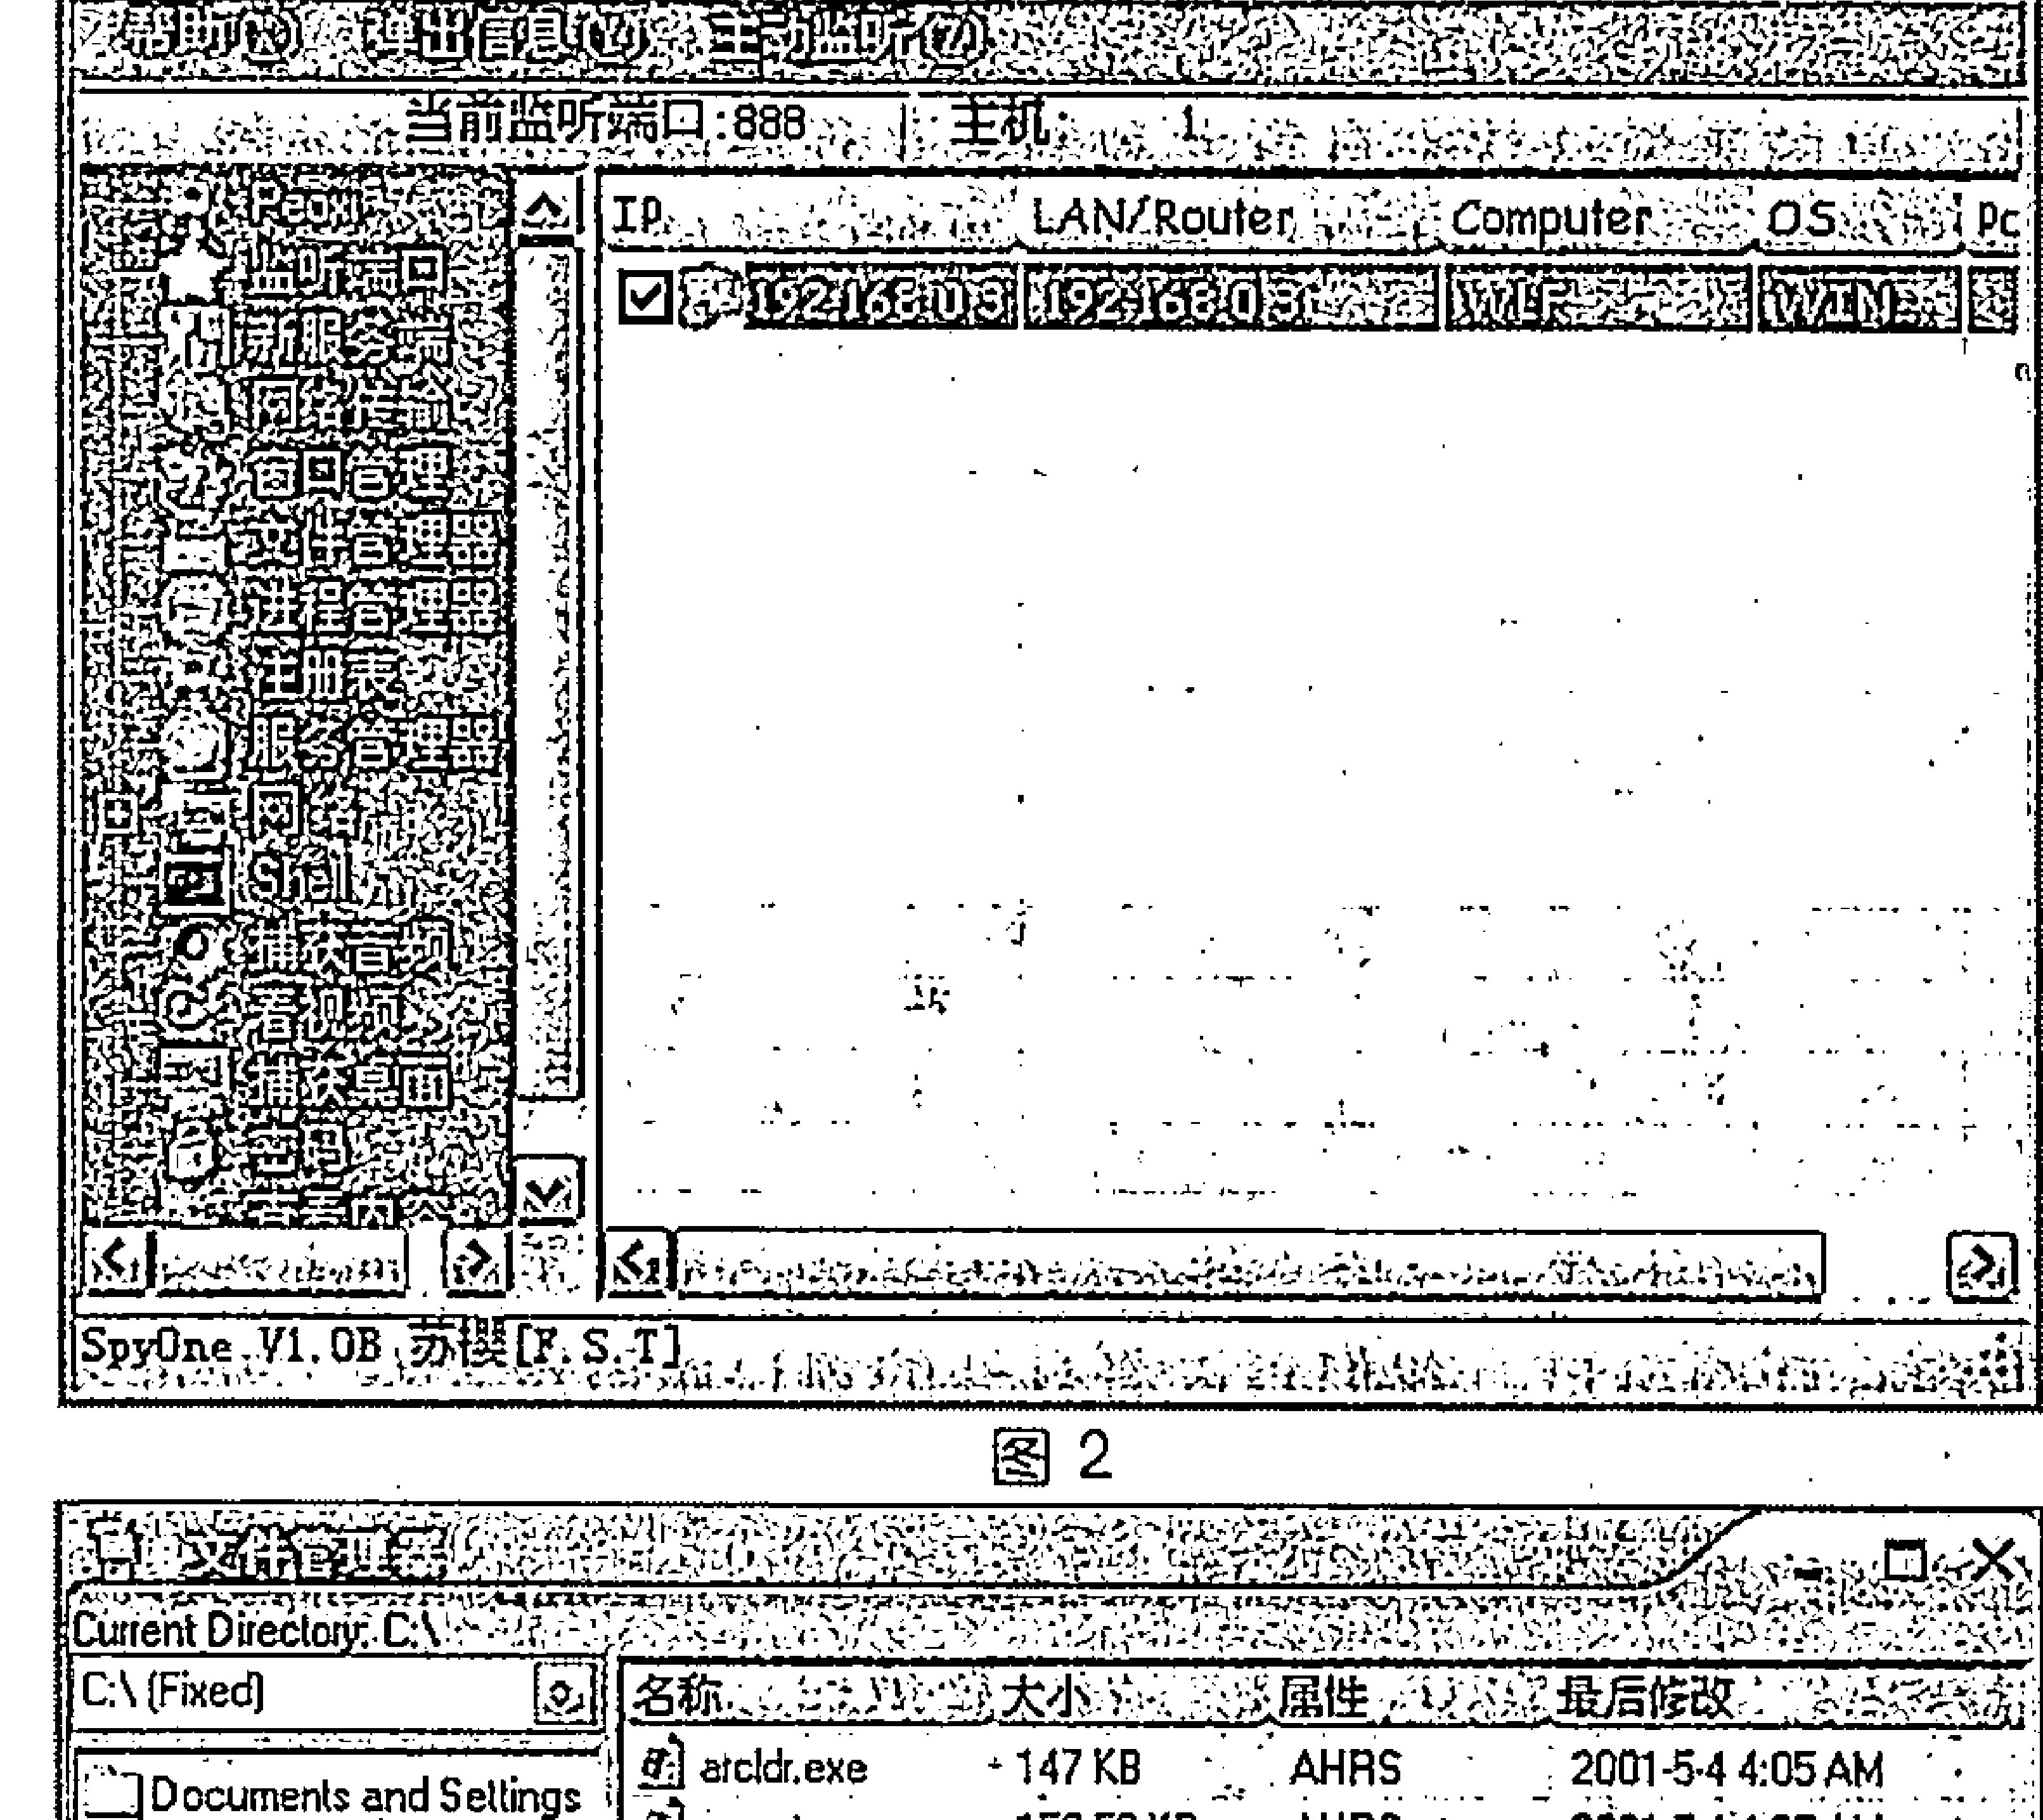 帮助(X) 弹出信息(Y) 主动监听(Z)
当前监听端口:888 主机: 1
IP LAN/Router Computer OS Pc
192.168.0.3 192.168.0.3 WLF WIN
监听端口
新服务端
网络传输
窗口管理
文件管理器
进程管理器
注册表
服务管理器
网络
Shell
捕获音频
看视频
捕获桌面
SpyOne V1.0B 苏樱[F.S.T]
图 2
文件管理器
Current Directory: C:\
C:\ (Fixed)
名称 大小 属性 最后修改
arcldr.exe 147 KB AHRS 2001-5-4 4:05 AM
Documents and Settings